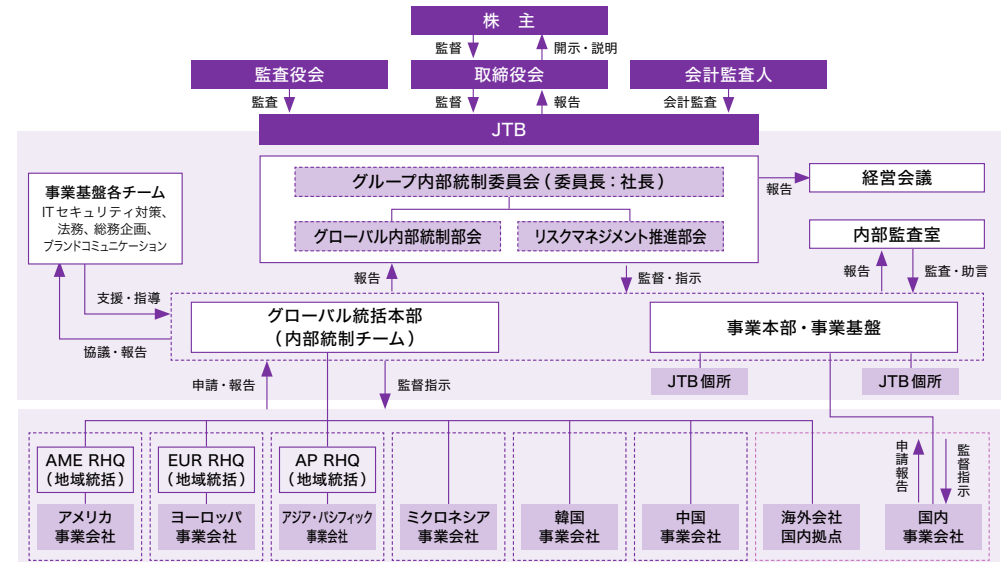 株　主
監督
開示・説明
監査役会
取締役会
会計監査人
監査
監督
報告
会計監査
JTB
事業基盤各チーム
ITセキュリティ対策、
法務、総務企画、
ブランドコミュニケーション
グループ内部統制委員会（委員長：社長）
グローバル内部統制部会
リスクマネジメント推進部会
報告
経営会議
内部監査室
報告
監査・助言
報告
監督・指示
支援・指導
協議・報告
グローバル統括本部
（内部統制チーム）
事業本部・事業基盤
JTB個所
JTB個所
申請・報告
監督指示
AME RHQ
（地域統括）
EUR RHQ
（地域統括）
AP RHQ
（地域統括）
申請報告
監督指示
アメリカ
事業会社
ヨーロッパ
事業会社
アジア・パシフィック
事業会社
ミクロネシア
事業会社
韓国
事業会社
中国
事業会社
海外会社
国内拠点
国内
事業会社